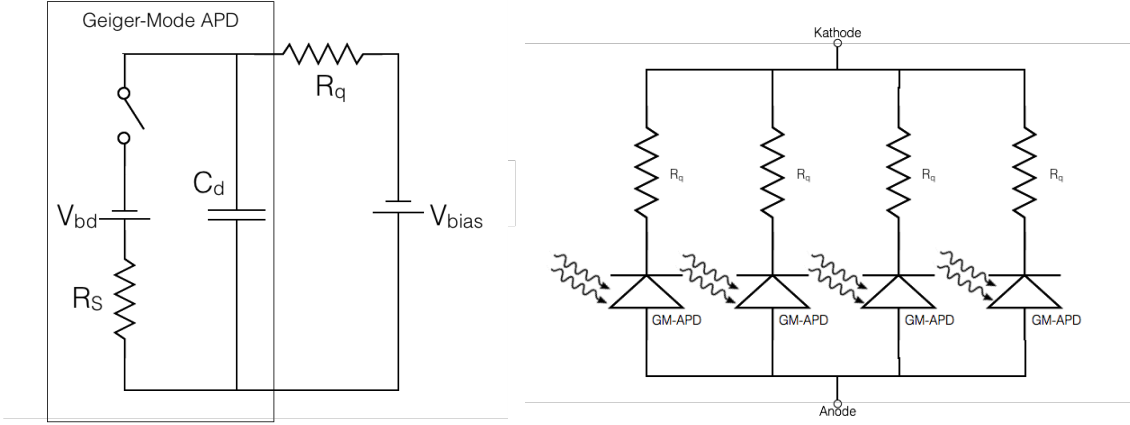 Geiger-Mode APD
Rq
Cd
Vbd
Vbias
RS
Kathode
Rq
Rq
Rq
Rq
GM-APD
GM-APD
GM-APD
GM-APD
Anode